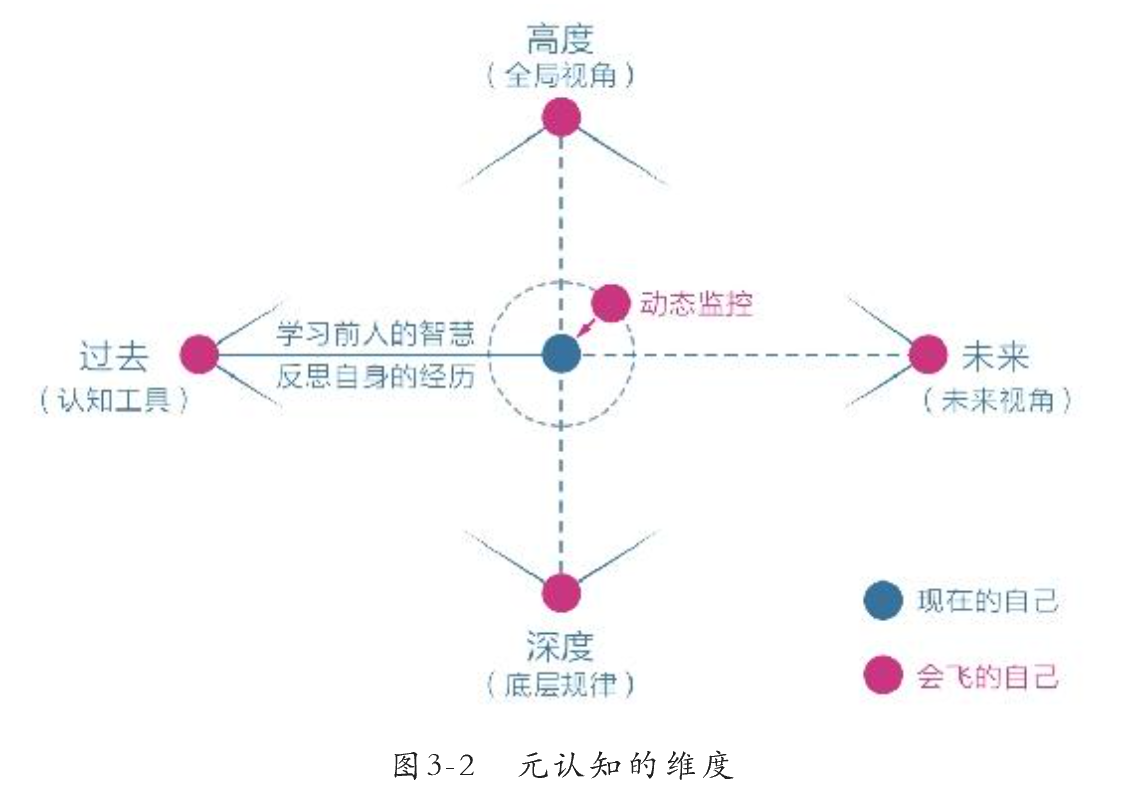 高度
（全局视角）
动态监控
学习前人的智慧
反思自身的经历
过去
（认知工具）
未来
（未来视角）
深度
（底层规律）
现在的自己
会飞的自己
图3-2 元认知的维度